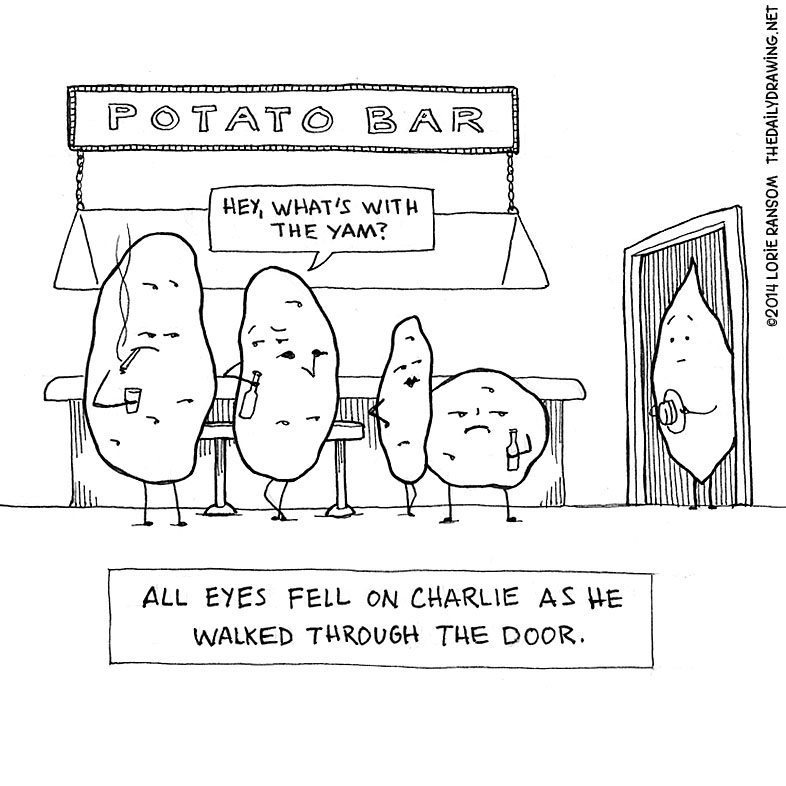 POTATO BAR
HEY, WHAT'S WITH
THE YAM?
ALL EYES FELL ON CHARLIE AS HE
WALKED THROUGH THE DOOR.
©2014 LORIE RANSOM THEDAILYDRAWING.NET